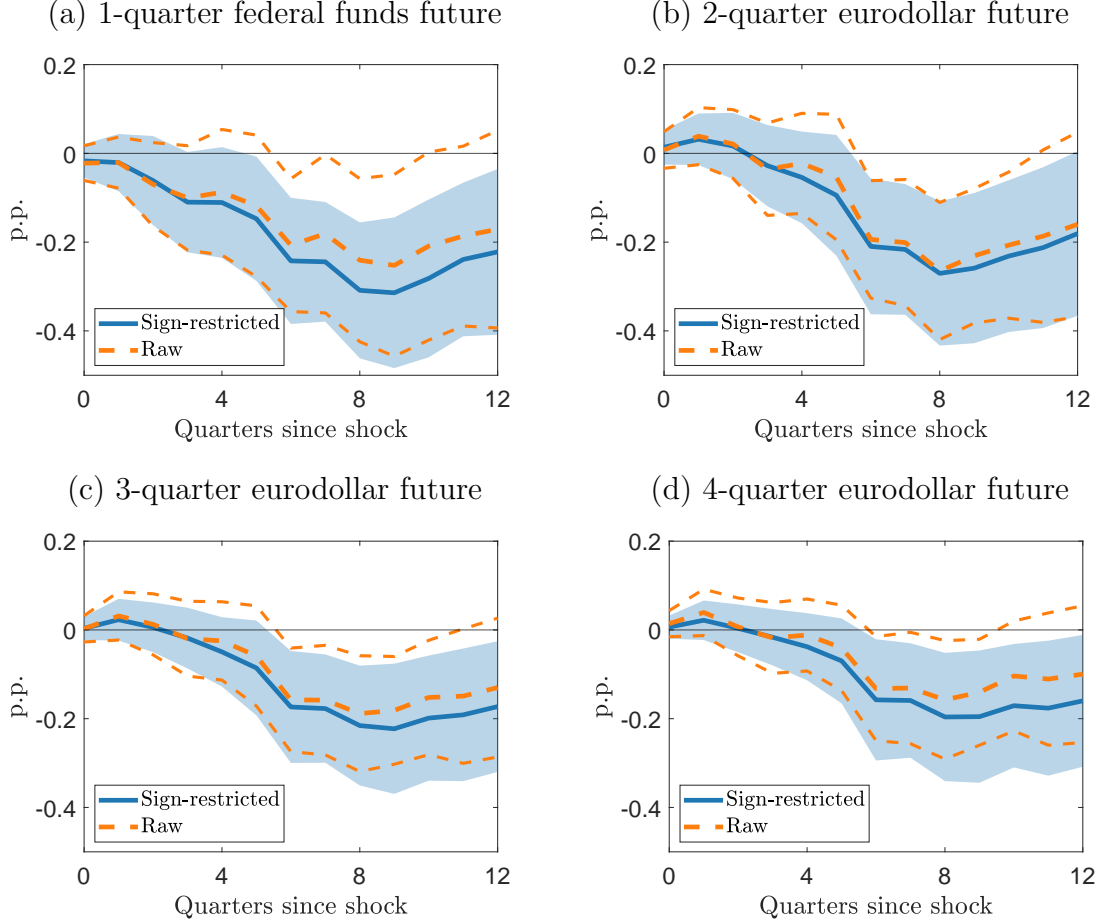 (a) 1-quarter federal funds future
0.2
0
-0.2
-0.4
p.p.
Sign-restricted
Raw
0 4 8 12
Quarters since shock
(b) 2-quarter eurodollar future
0.2
0
-0.2
-0.4
p.p.
Sign-restricted
Raw
0 4 8 12
Quarters since shock
(c) 3-quarter eurodollar future
0.2
0
-0.2
-0.4
p.p.
Sign-restricted
Raw
0 4 8 12
Quarters since shock
(d) 4-quarter eurodollar future
0.2
0
-0.2
-0.4
p.p.
Sign-restricted
Raw
0 4 8 12
Quarters since shock